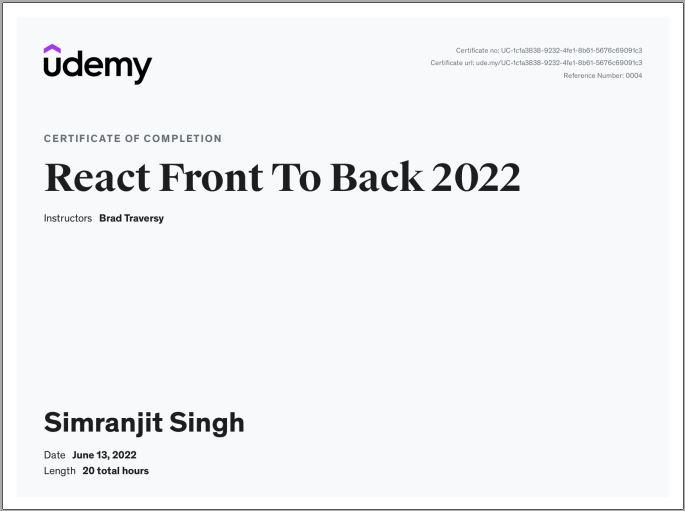 udemy
Certificate no: UC-1c1a3838-9232-4fe1-8b61-5676c69091c3
Certificate url: ude.my/UC-1c1a3838-9232-4fe1-8b61-5676c69091c3
Reference Number: 0004
CERTIFICATE OF COMPLETION
React Front To Back 2022
Instructors Brad Traversy
Simranjit Singh
Date June 13, 2022
Length 20 total hours